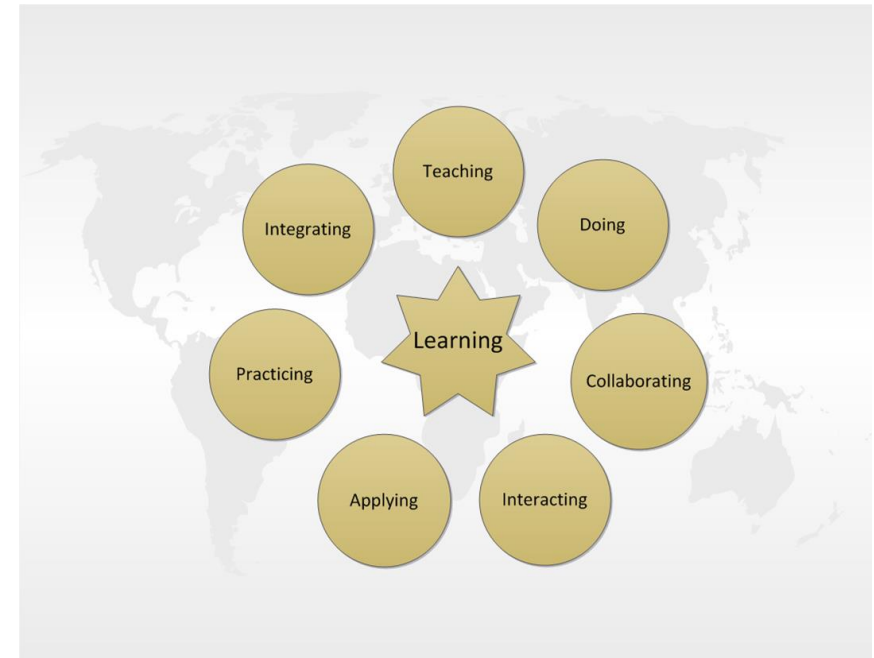 Teaching
Doing
Integrating
Learning
Practicing
Collaborating
Applying
Interacting